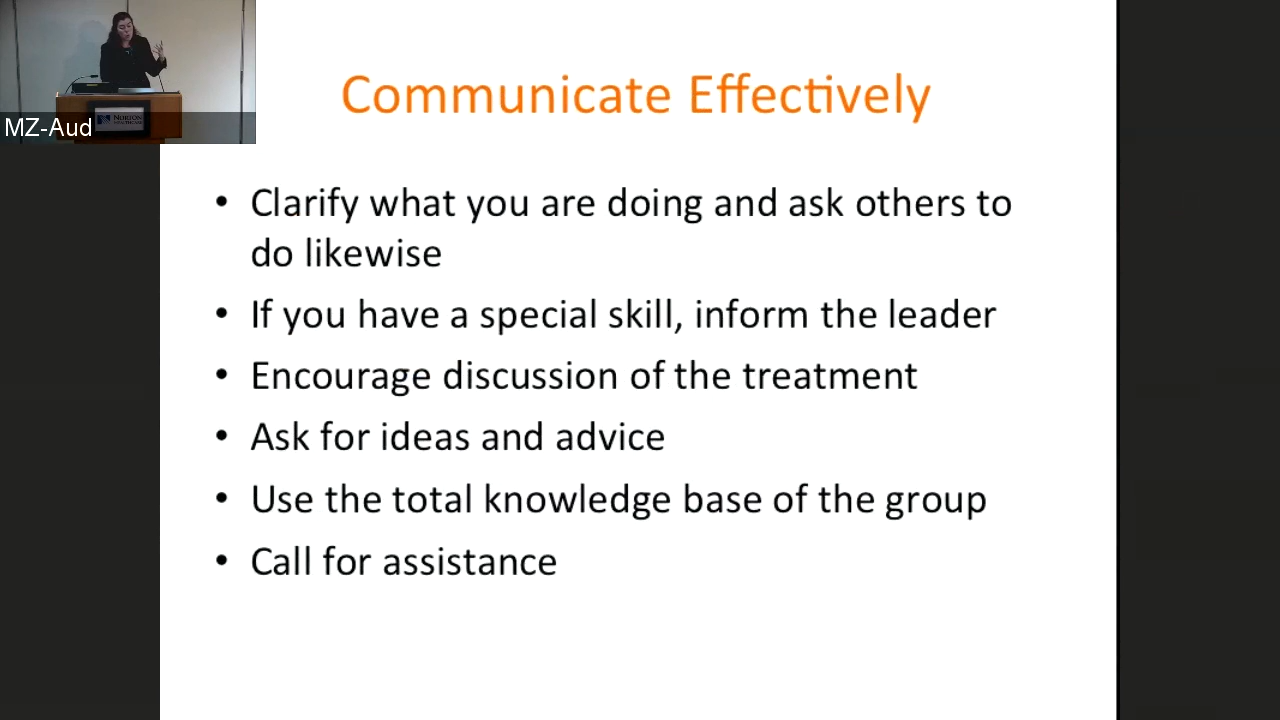 MZ-Aud
NORTON
HEALTHCARE
Communicate Effectively
• Clarify what you are doing and ask others to
do likewise
• If you have a special skill, inform the leader
• Encourage discussion of the treatment
• Ask for ideas and advice
• Use the total knowledge base of the group
• Call for assistance